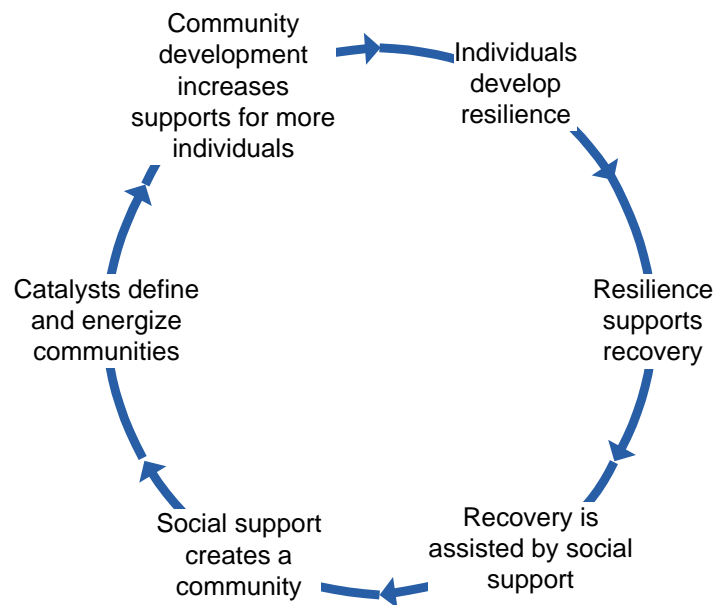 Community
development
increases
supports for more
individuals
Individuals
develop
resilience
Resilience
supports
recovery
Recovery is
assisted by social
support
Social support
creates a
community
Catalysts define
and energize
communities